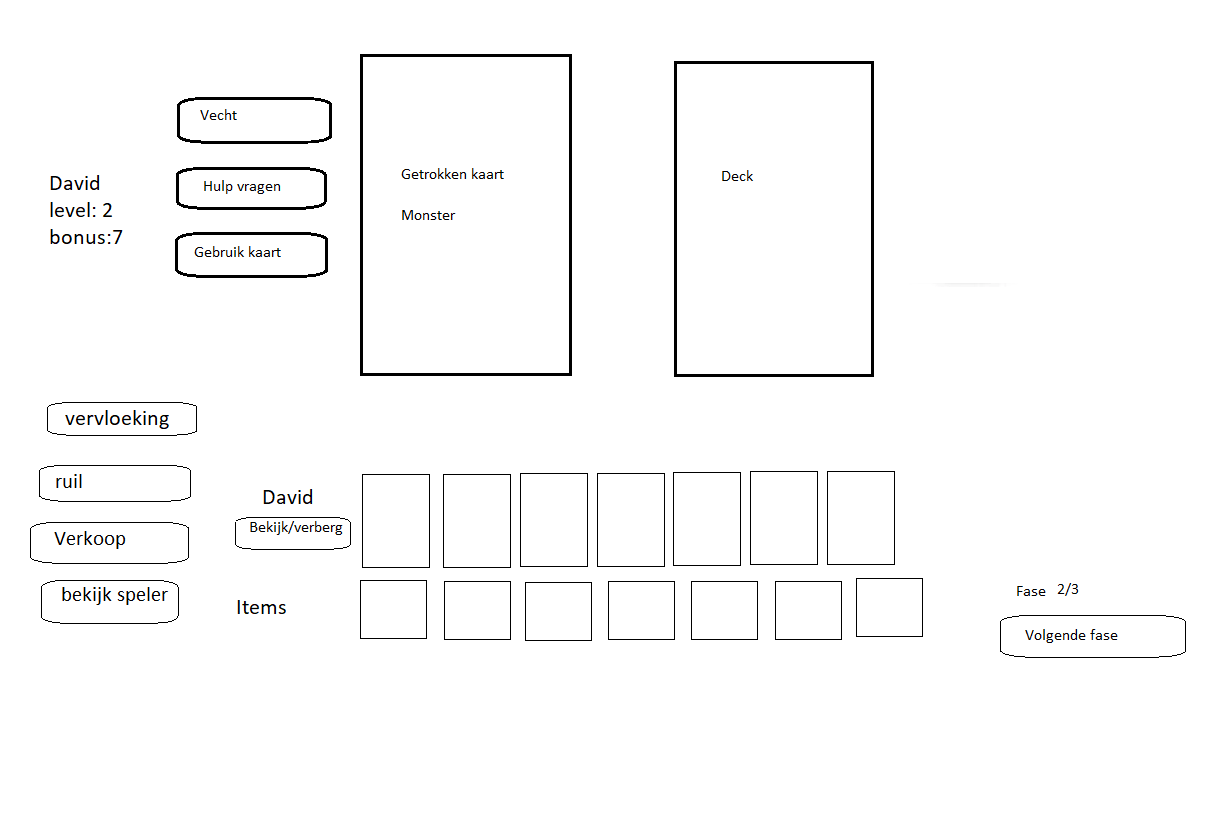 Vecht
Hulp vragen
Gebruik kaart
David
level: 2
bonus:7
Getrokken kaart
Monster
Deck
vervloeking
ruil
Verkoop
bekijk speler
David
Bekijk/verberg
Items
Fase 2/3
Volgende fase